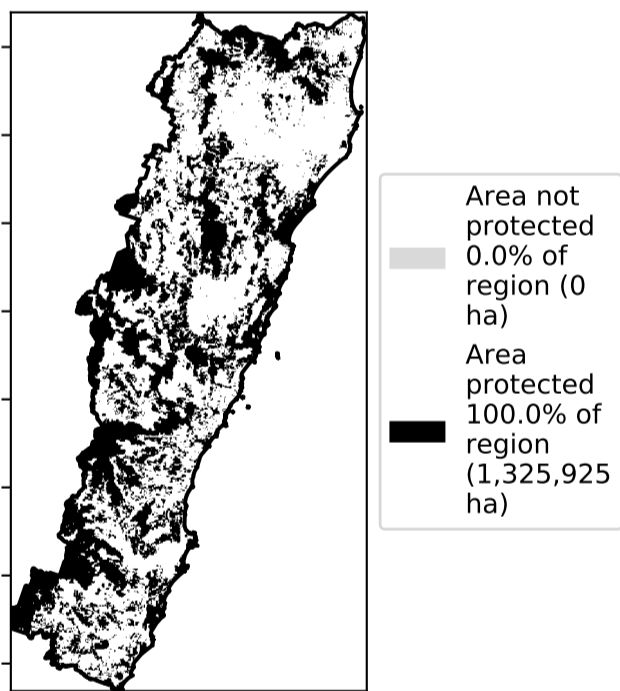 Area not
protected
0.0% of
region (0
ha)
Area
protected
100.0% of
region
(1,325,925
ha)